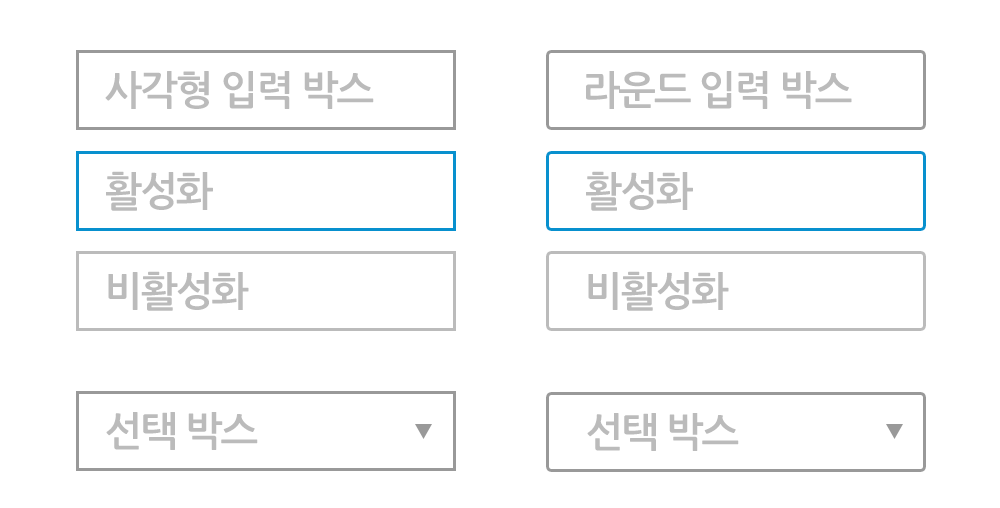 사각형 입력 박스
라운드 입력 박스
활성화
활성화
비활성화
비활성화
선택 박스
선택 박스